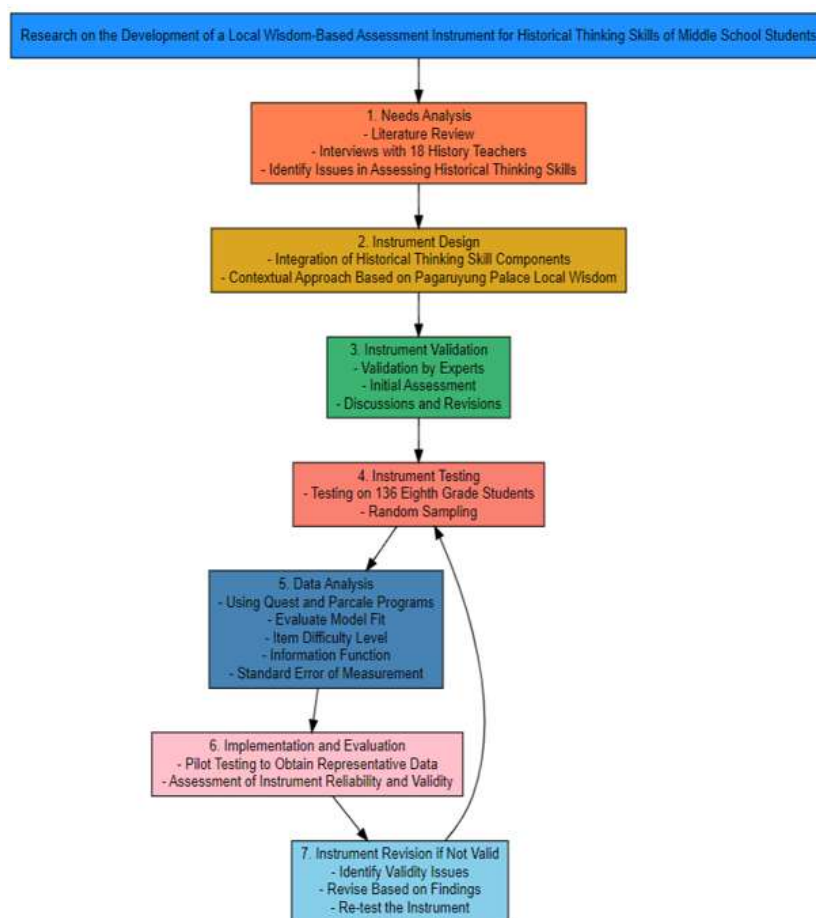 Research on the Development of a Local Wisdom-Based Assessment Instrument for Historical Thinking Skills of Middle School Students
1. Needs Analysis
- Literature Review
- Interviews with 18 History Teachers
- Identify Issues in Assessing Historical Thinking Skills
2. Instrument Design
- Integration of Historical Thinking Skill Components
- Contextual Approach Based on Pagaruyung Palace Local Wisdom
3. Instrument Validation
- Validation by Experts
- Initial Assessment
- Discussions and Revisions
4. Instrument Testing
- Testing on 136 Eighth Grade Students
- Random Sampling
5. Data Analysis
- Using Quest and Parcale Programs
- Evaluate Model Fit
- Item Difficulty Level
- Information Function
- Standard Error of Measurement
6. Implementation and Evaluation
- Pilot Testing to Obtain Representative Data
- Assessment of Instrument Reliability and Validity
7. Instrument Revision if Not Valid
- Identify Validity Issues
- Revise Based on Findings
- Re-test the Instrument